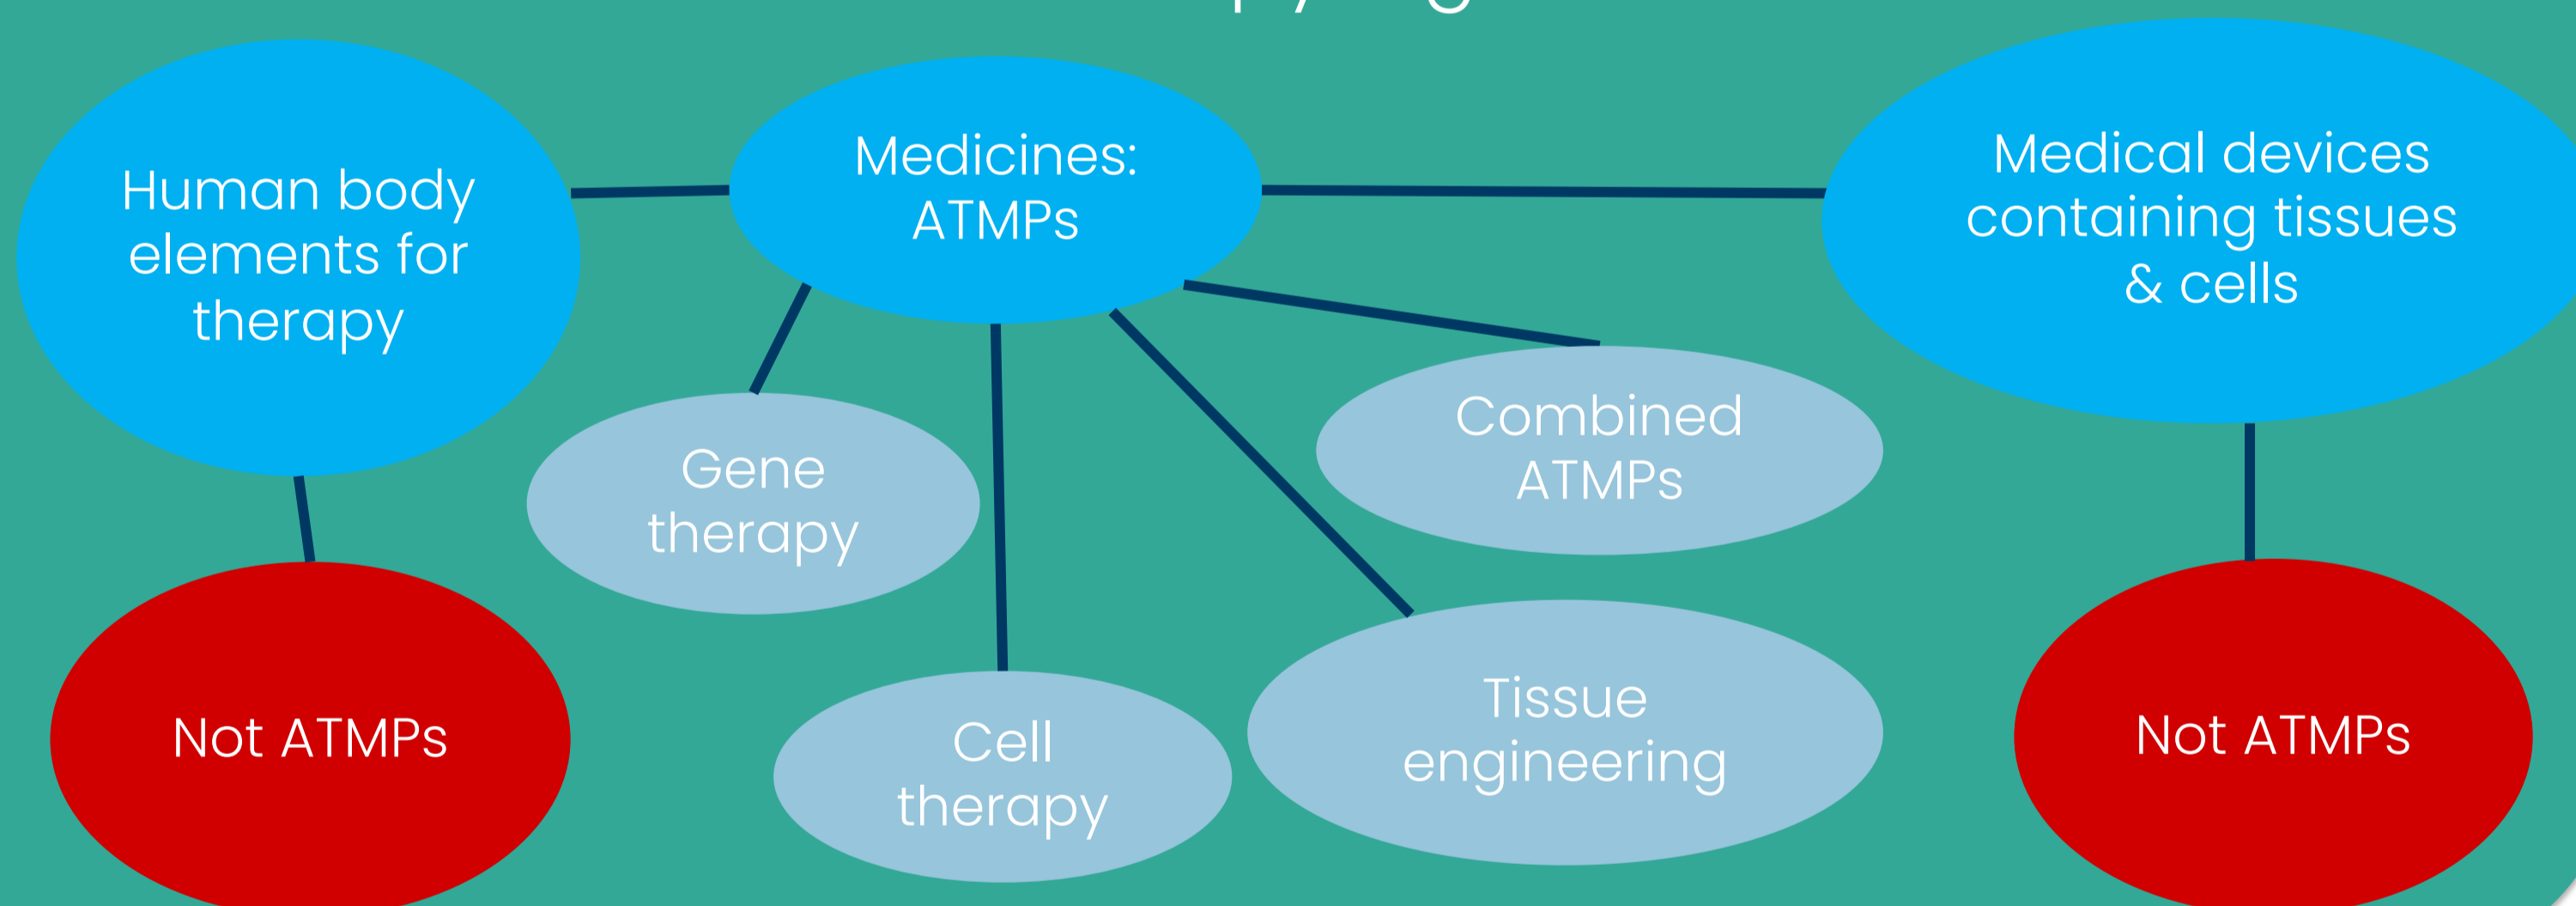 Human body
elements for
therapy
Medicines:
ATMPs
Medical devices
containing tissues
& cells
Gene
therapy
Combined
ATMPs
Cell
therapy
Tissue
engineering
Not ATMPs
Not ATMPs